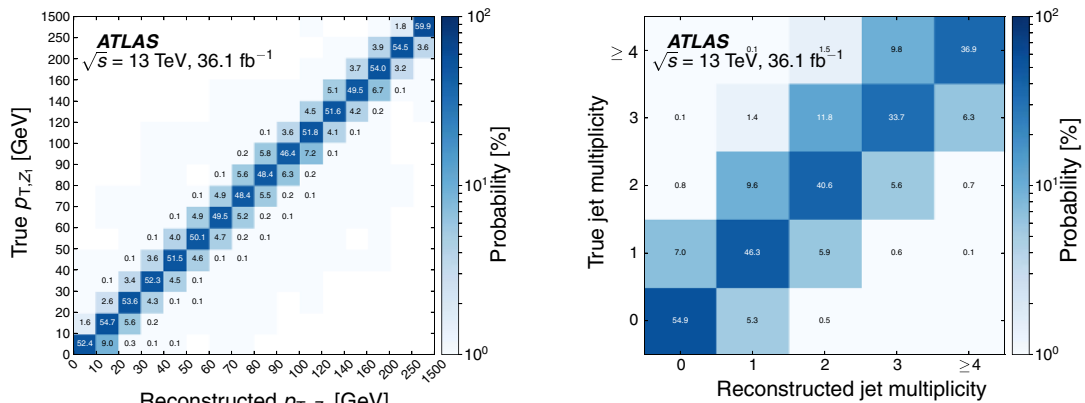 ATLAS
√s = 13 TeV, 36.1 fb⁻¹
1500
250
200
160
140
120
100
90
80
70
60
50
40
30
20
10
0
True p_T,Z₁ [GeV]
1.8 59.9
3.9 54.5 3.6
3.7 54.0 3.2
5.1 49.5 6.7 0.1
4.5 51.6 4.2 0.2
0.1 3.6 51.8 4.1 0.1
0.2 5.8 46.4 7.2 0.1
0.1 5.6 48.4 6.3 0.2
0.1 4.9 48.4 5.5 0.2 0.1
0.1 4.9 49.5 5.2 0.2 0.1
0.1 4.0 50.1 4.7 0.2 0.1
0.1 3.6 51.5 4.6 0.1 0.1
0.1 3.4 52.3 4.5 0.1
2.6 53.6 4.3 0.1 0.1
1.6 54.7 5.6 0.2
52.4 9.0 0.3 0.1 0.1
0 10 20 30 40 50 60 70 80 90 100 120 140 160 200 250 1500
Reconstructed [GeV]
10²
10¹
10⁰
Probability [%]
ATLAS
√s = 13 TeV, 36.1 fb⁻¹
≥4
3
2
1
0
True jet multiplicity
0.1 1.5 9.8 36.9
0.1 1.4 11.8 33.7 6.3
0.8 9.6 40.6 5.6 0.7
7.0 46.3 5.9 0.6 0.1
54.9 5.3 0.5
0 1 2 3 ≥4
Reconstructed jet multiplicity
10²
10¹
10⁰
Probability [%]